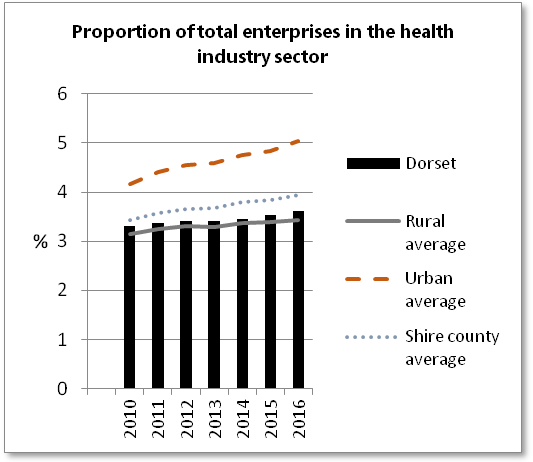 Proportion of total enterprises in the health
industry sector
6
5
4
% 3
2
1
0
2010
2011
2012
2013
2014
2015
2016
Dorset
Rural
average
Urban
average
Shire county
average